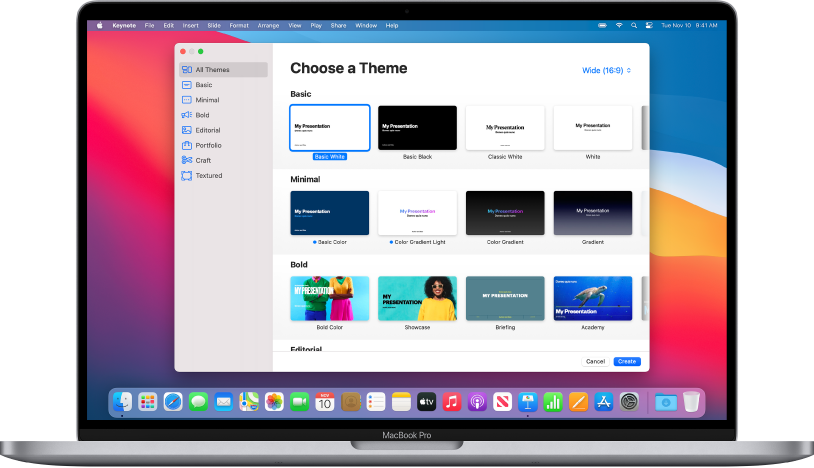 Keynote File Edit Insert Slide Format Arrange View Play Share Window Help Tue Nov 10 9:41 AM
All Themes
Basic
Minimal
Bold
Editorial
Portfolio
Craft
Textured
Choose a Theme
Wide (16:9)
Basic
My Presentation
My Presentation
My Presentation
My Presentation
Basic White
Basic Black
Classic White
White
Minimal
My Presentation
My Presentation
My Presentation
My Presentation
Basic Color
Color Gradient Light
Color Gradient
Gradient
Bold
MY PRESENTATION
MY
PRESENTATION
MY PRESENTATION
My Presentation
Bold Color
Showcase
Briefing
Academy
Editorial
Cancel
Create
NOV
10
tv
MacBook Pro